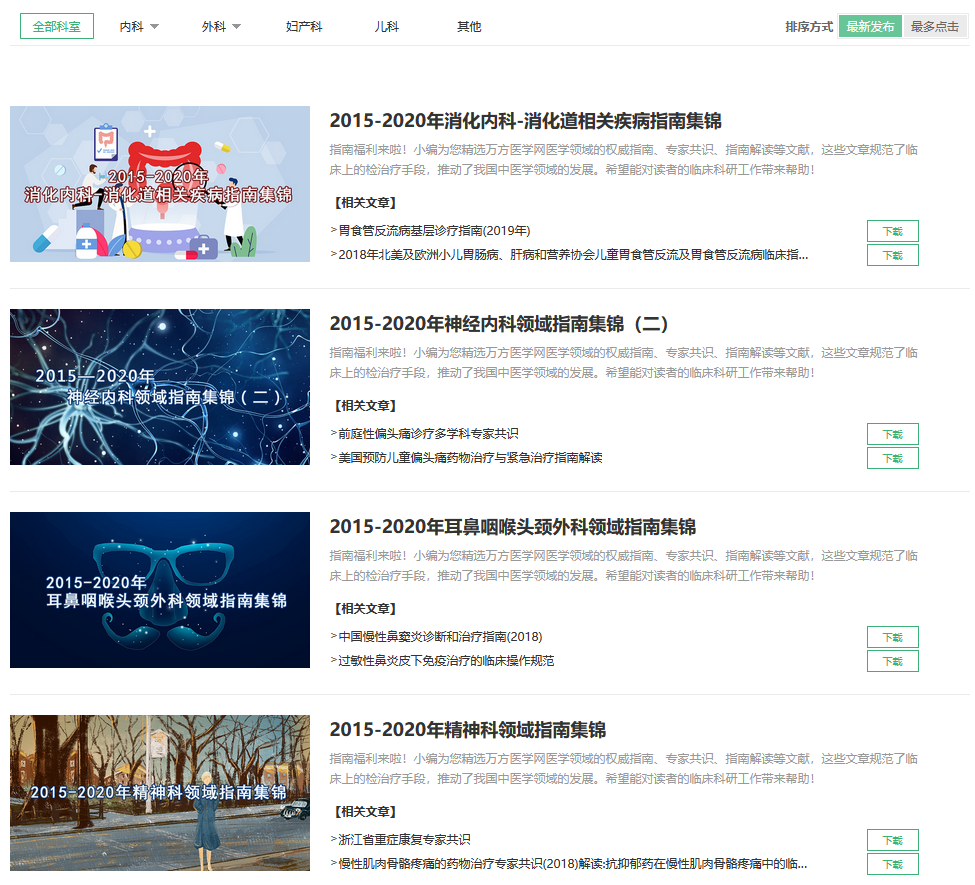 全部科室 内科 外科 妇产科 儿科 其他 排序方式 最新发布 最多点击
2015-2020年
消化内科-消化道相关疾病指南集锦
2015-2020年消化内科-消化道相关疾病指南集锦
指南福利来啦！小编为您精选万方医学网医学领域的权威指南、专家共识、指南解读等文献，这些文章规范了临
床上的检治疗手段，推动了我国中医学领域的发展。希望能对读者的临床科研工作带来帮助！
【相关文章】
>胃食管反流病基层诊疗指南(2019年) 下载
>2018年北美及欧洲小儿胃肠病、肝病和营养协会儿童胃食管反流及胃食管反流病临床指... 下载
2015—2020年
神经内科领域指南集锦（二）
2015-2020年神经内科领域指南集锦（二）
指南福利来啦！小编为您精选万方医学网医学领域的权威指南、专家共识、指南解读等文献，这些文章规范了临
床上的检治疗手段，推动了我国中医学领域的发展。希望能对读者的临床科研工作带来帮助！
【相关文章】
>前庭性偏头痛诊疗多学科专家共识 下载
>美国预防儿童偏头痛药物治疗与紧急治疗指南解读 下载
2015-2020年
耳鼻咽喉头颈外科领域指南集锦
2015-2020年耳鼻咽喉头颈外科领域指南集锦
指南福利来啦！小编为您精选万方医学网医学领域的权威指南、专家共识、指南解读等文献，这些文章规范了临
床上的检治疗手段，推动了我国中医学领域的发展。希望能对读者的临床科研工作带来帮助！
【相关文章】
>中国慢性鼻窦炎诊断和治疗指南(2018) 下载
>过敏性鼻炎皮下免疫治疗的临床操作规范 下载
2015-2020年精神科领域指南集锦
2015-2020年精神科领域指南集锦
指南福利来啦！小编为您精选万方医学网医学领域的权威指南、专家共识、指南解读等文献，这些文章规范了临
床上的检治疗手段，推动了我国中医学领域的发展。希望能对读者的临床科研工作带来帮助！
【相关文章】
>浙江省重症康复专家共识 下载
>慢性肌肉骨骼疼痛的药物治疗专家共识(2018)解读:抗抑郁药在慢性肌肉骨骼疼痛中的临... 下载